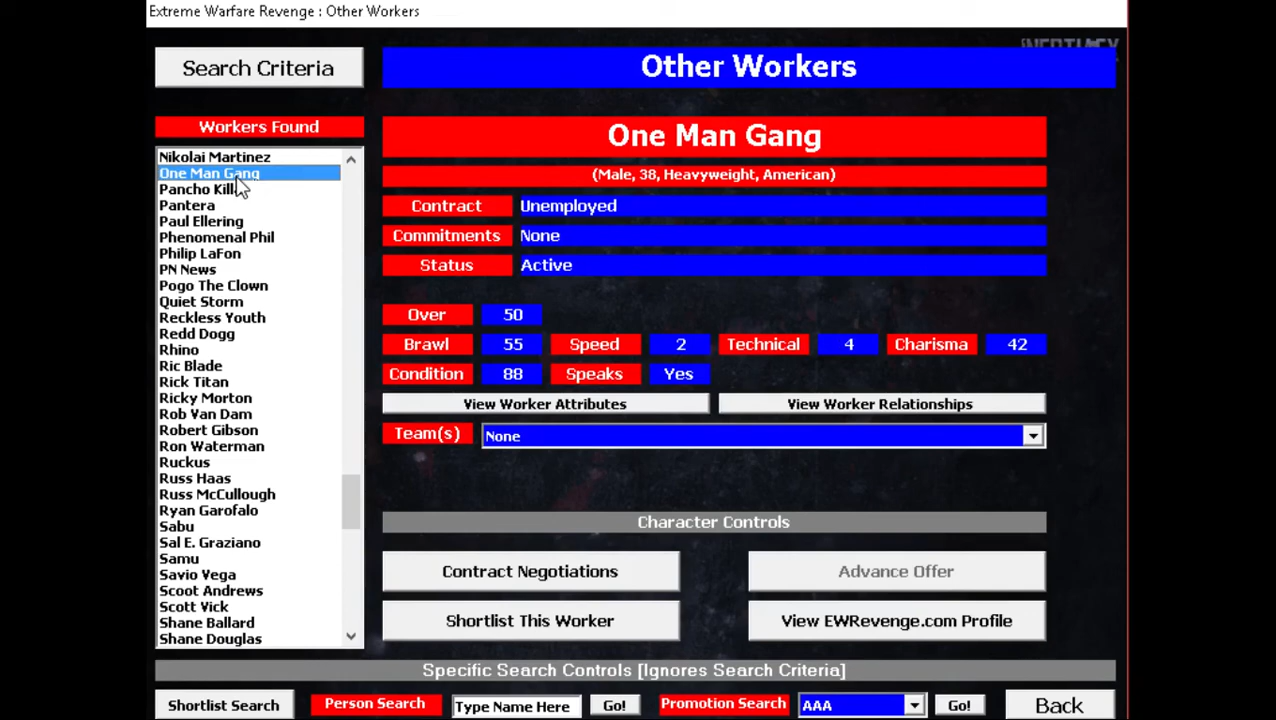 Extreme Warfare Revenge : Other Workers
Search Criteria
Other Workers
Workers Found
Nikolai Martinez
One Man Gang
Pancho Kill
Pantera
Paul Ellering
Phenomenal Phil
Philip LaFon
PN News
Pogo The Clown
Quiet Storm
Reckless Youth
Redd Dogg
Rhino
Ric Blade
Rick Titan
Ricky Morton
Rob Van Dam
Robert Gibson
Ron Waterman
Ruckus
Russ Haas
Russ McCullough
Ryan Garofalo
Sabu
Sal E. Graziano
Samu
Savio Vega
Scoot Andrews
Scott Vick
Shane Ballard
Shane Douglas
One Man Gang
(Male, 38, Heavyweight, American)
Contract Unemployed
Commitments None
Status Active
Over 50
Brawl 55 Speed 2 Technical 4 Charisma 42
Condition 88 Speaks Yes
View Worker Attributes View Worker Relationships
Team(s) None
Character Controls
Contract Negotiations Advance Offer
Shortlist This Worker View EWRevenge.com Profile
Specific Search Controls [Ignores Search Criteria]
Shortlist Search Person Search Type Name Here Go! Promotion Search AAA Go! Back